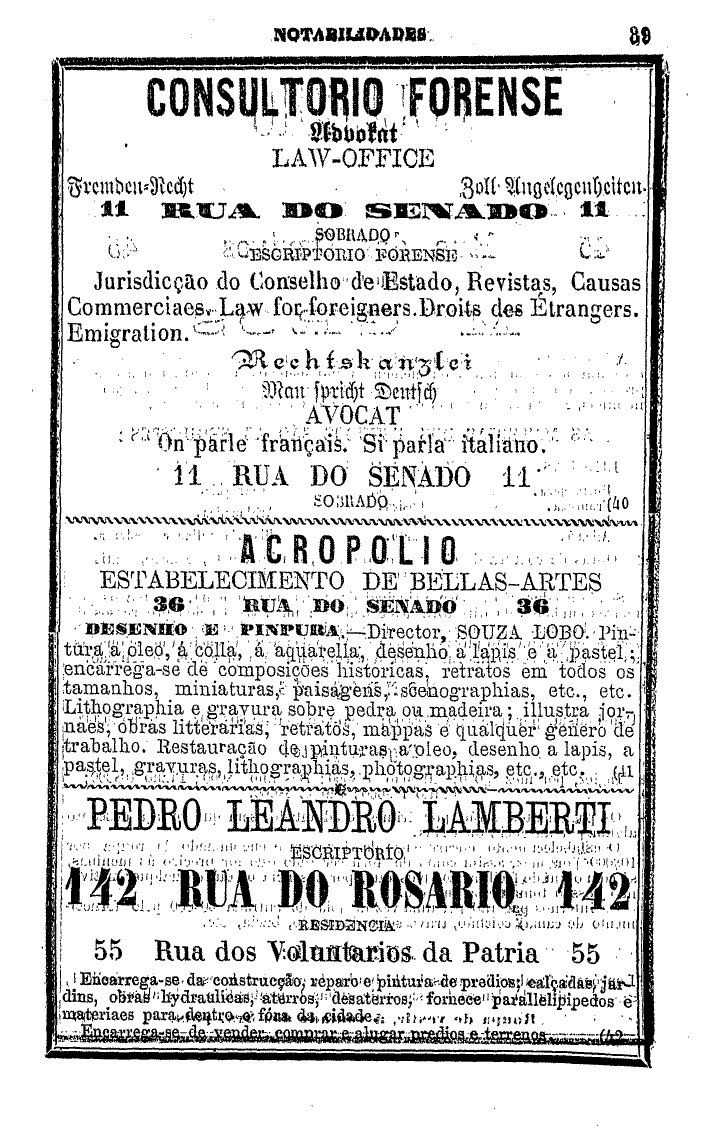 NOTABILIDADES 39
CONSULTORIO FORENSE
Advokat
LAW-OFFICE
Fremden-Recht Zoll Angelegenheiten.
11 RUA DO SENADO 11
SOBRADO
ESCRIPTORIO FORENSE
Jurisdicção do Conselho de Estado, Revistas, Causas
Commerciaes. Law for foreigners. Droits des Étrangers.
Emigration.
Rechtskanzlei
Man spricht Deutsch
AVOCAT
On parle français. Si parla italiano.
11 RUA DO SENADO 11
SOBRADO (40
ACROPOLIO
ESTABELECIMENTO DE BELLAS-ARTES
36 RUA DO SENADO 36
DESENHO E PINPURA.—Director, SOUZA LOBO. Pin-
tura a oleo, á colla, á aquarella, desenho a lapis e a pastel;
encarrega-se de composições historicas, retratos em todos os
tamanhos, miniaturas, paisagens, scenographias, etc., etc.
Lithographia e gravura sobre pedra ou madeira; illustra jor-
naes, obras litterarias, retratos, mappas e qualquer genero de
trabalho. Restauração de pinturas a oleo, desenho a lapis, a
pastel, gravuras, lithographias, photographias, etc., etc. (41
PEDRO LEANDRO LAMBERTI
ESCRIPTORIO
142 RUA DO ROSARIO 142
RESIDENCIA
55 Rua dos Voluntarios da Patria 55
Encarrega-se da construcção, reparo e pintura de predios; calçadas, jar-
dins, obras hydraulicas, aterros, desaterros, fornece parallelipipedos e
materiaes para dentro e fóra da cidade.
Encarrega-se de vender, comprar e alugar predios e terrenos. (42